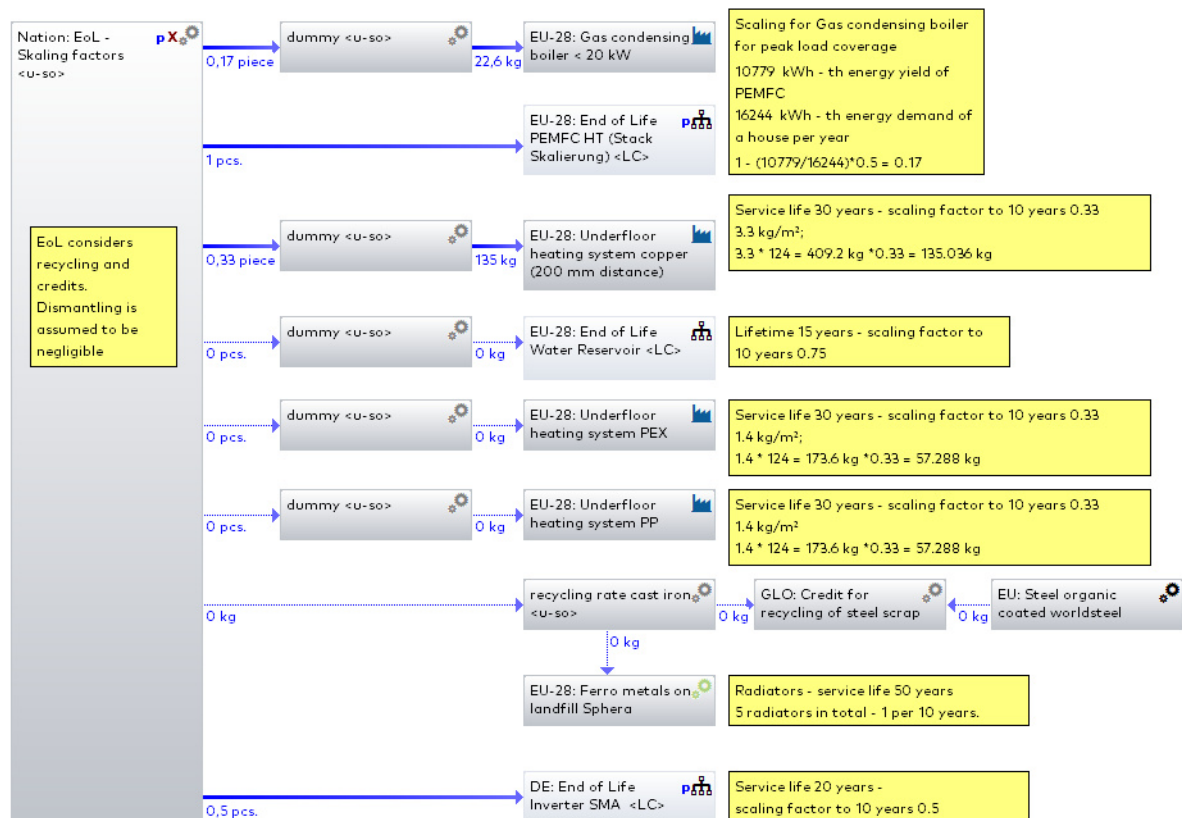 Nation: EoL -
Skaling factors
<u-so>
pX
0,17 piece
dummy <u-so>
22,6 kg
EU-28: Gas condensing
boiler < 20 kW
Scaling for Gas condensing boiler
for peak load coverage
10779 kWh - th energy yield of
PEMFC
16244 kWh - th energy demand of
a house per year
1 - (10779/16244)*0.5 = 0.17
1 pcs.
EU-28: End of Life
PEMFC HT (Stack
Skalierung) <LC>
p
EoL considers
recycling and
credits.
Dismantling is
assumed to be
negligible
0,33 piece
dummy <u-so>
135 kg
EU-28: Underfloor
heating system copper
(200 mm distance)
Service life 30 years - scaling factor to 10 years 0.33
3.3 kg/m²;
3.3 * 124 = 409.2 kg *0.33 = 135.036 kg
0 pcs.
dummy <u-so>
0 kg
EU-28: End of Life
Water Reservoir <LC>
Lifetime 15 years - scaling factor to
10 years 0.75
0 pcs.
dummy <u-so>
0 kg
EU-28: Underfloor
heating system PEX
Service life 30 years - scaling factor to 10 years 0.33
1.4 kg/m²;
1.4 * 124 = 173.6 kg *0.33 = 57.288 kg
0 pcs.
dummy <u-so>
0 kg
EU-28: Underfloor
heating system PP
Service life 30 years - scaling factor to 10 years 0.33
1.4 kg/m²
1.4 * 124 = 173.6 kg *0.33 = 57.288 kg
0 kg
recycling rate cast iron
<u-so>
0 kg
GLO: Credit for
recycling of steel scrap
0 kg
EU: Steel organic
coated worldsteel
0 kg
EU-28: Ferro metals on
landfill Sphera
Radiators - service life 50 years
5 radiators in total - 1 per 10 years.
0,5 pcs.
DE: End of Life
Inverter SMA <LC>
p
Service life 20 years -
scaling factor to 10 years 0.5